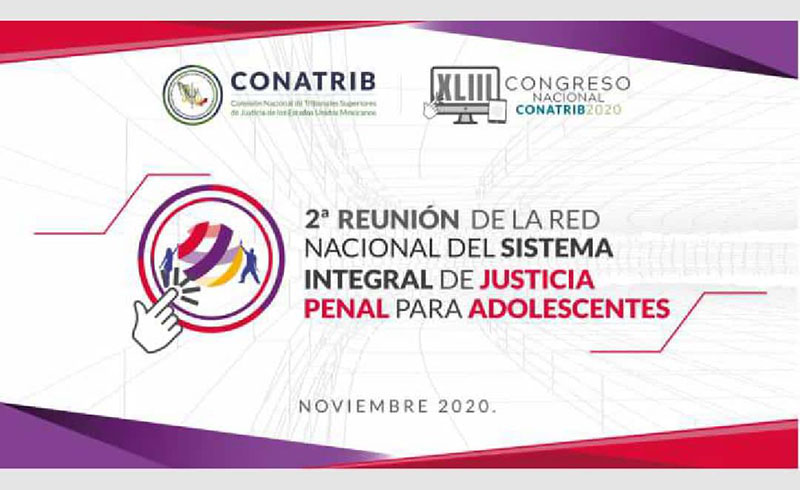 CONATRIB
Comisión Nacional de Tribunales Superiores
de Justicia de los Estados Unidos Mexicanos
XLIII
CONGRESO
NACIONAL
CONATRIB2020
2ª REUNIÓN DE LA RED
NACIONAL DEL SISTEMA
INTEGRAL DE JUSTICIA
PENAL PARA ADOLESCENTES
NOVIEMBRE 2020.